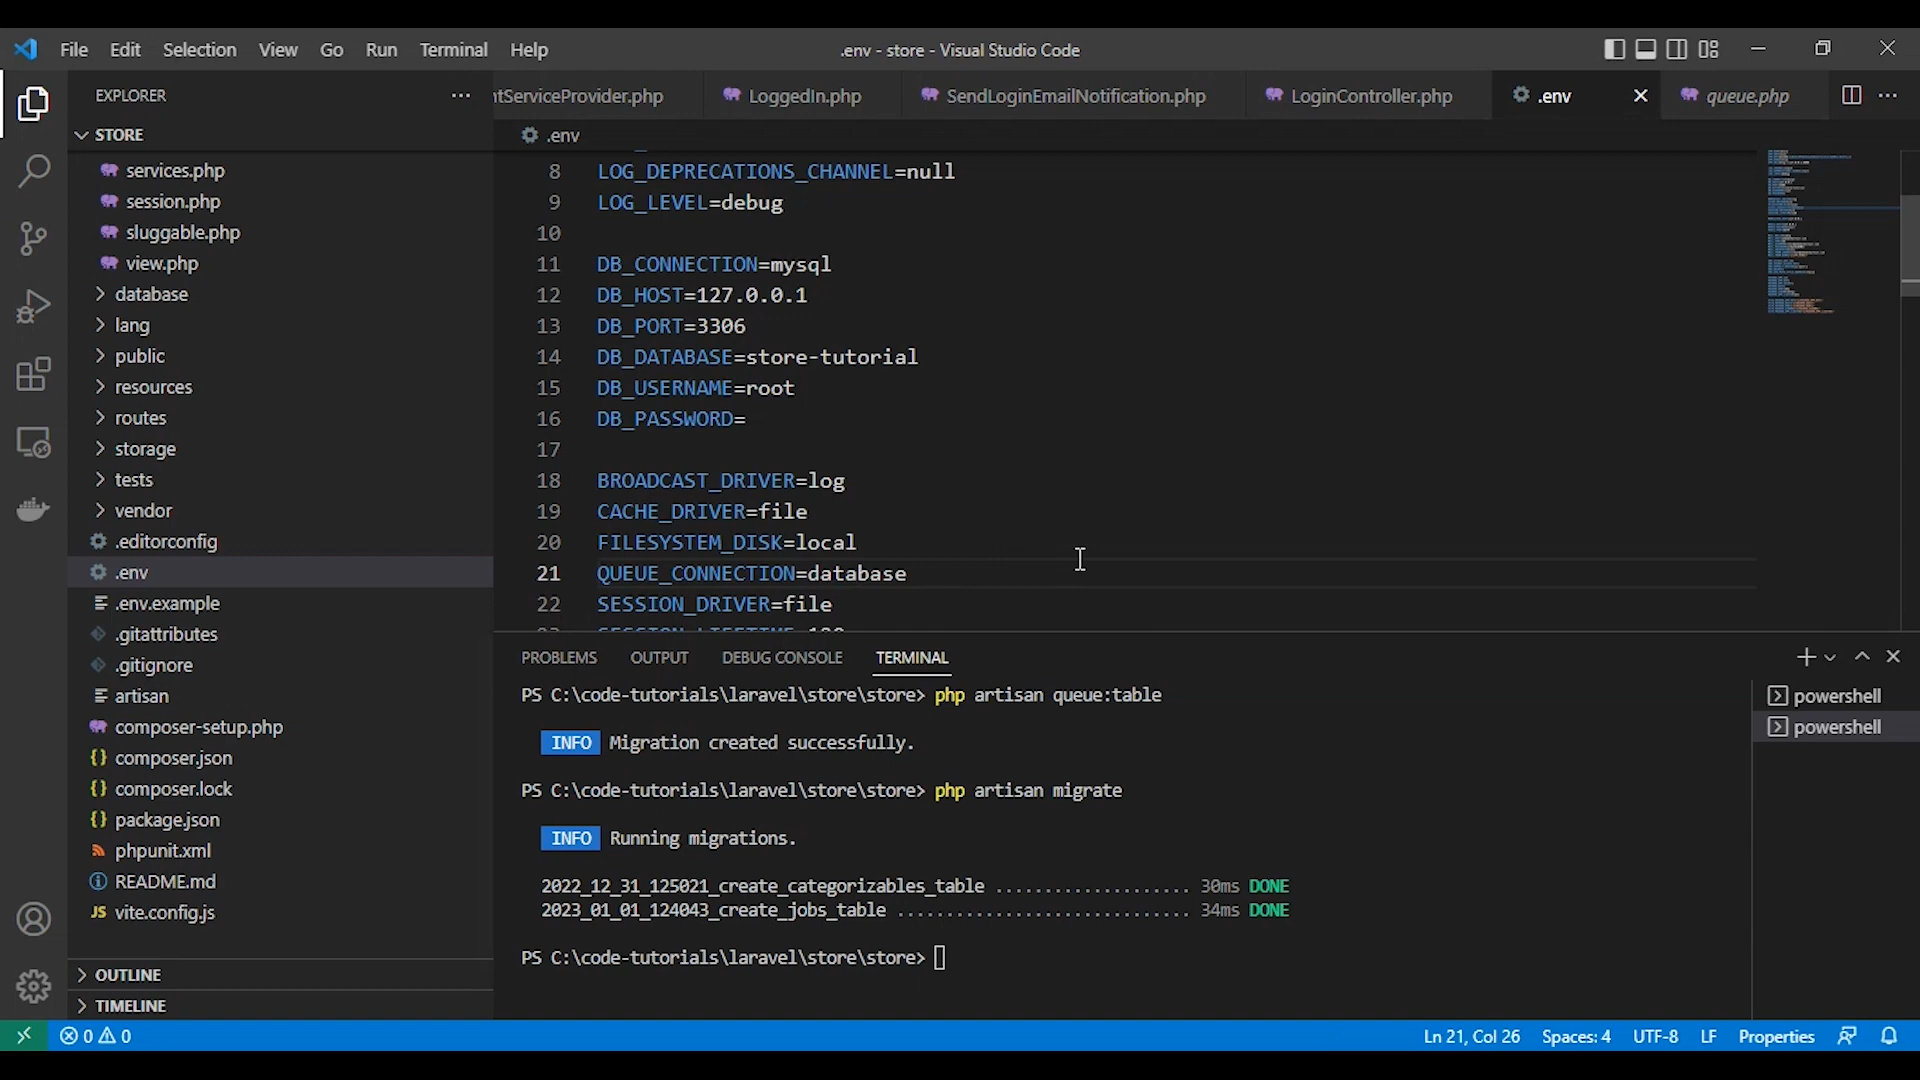 File Edit Selection View Go Run Terminal Help
.env - store - Visual Studio Code
EXPLORER
STORE
services.php
session.php
sluggable.php
view.php
database
lang
public
resources
routes
storage
tests
vendor
.editorconfig
.env
.env.example
.gitattributes
.gitignore
artisan
composer-setup.php
composer.json
composer.lock
package.json
phpunit.xml
README.md
JS vite.config.js
OUTLINE
TIMELINE
ntServiceProvider.php LoggedIn.php SendLoginEmailNotification.php LoginController.php .env queue.php
.env
8 LOG_DEPRECATIONS_CHANNEL=null
9 LOG_LEVEL=debug
10
11 DB_CONNECTION=mysql
12 DB_HOST=127.0.0.1
13 DB_PORT=3306
14 DB_DATABASE=store-tutorial
15 DB_USERNAME=root
16 DB_PASSWORD=
17
18 BROADCAST_DRIVER=log
19 CACHE_DRIVER=file
20 FILESYSTEM_DISK=local
21 QUEUE_CONNECTION=database
22 SESSION_DRIVER=file
PROBLEMS OUTPUT DEBUG CONSOLE TERMINAL
PS C:\code-tutorials\laravel\store\store> php artisan queue:table
INFO Migration created successfully.
PS C:\code-tutorials\laravel\store\store> php artisan migrate
INFO Running migrations.
2022_12_31_125021_create_categorizables_table .................... 30ms DONE
2023_01_01_124043_create_jobs_table .............................. 34ms DONE
PS C:\code-tutorials\laravel\store\store>
powershell
powershell
0 0
Ln 21, Col 26 Spaces: 4 UTF-8 LF Properties